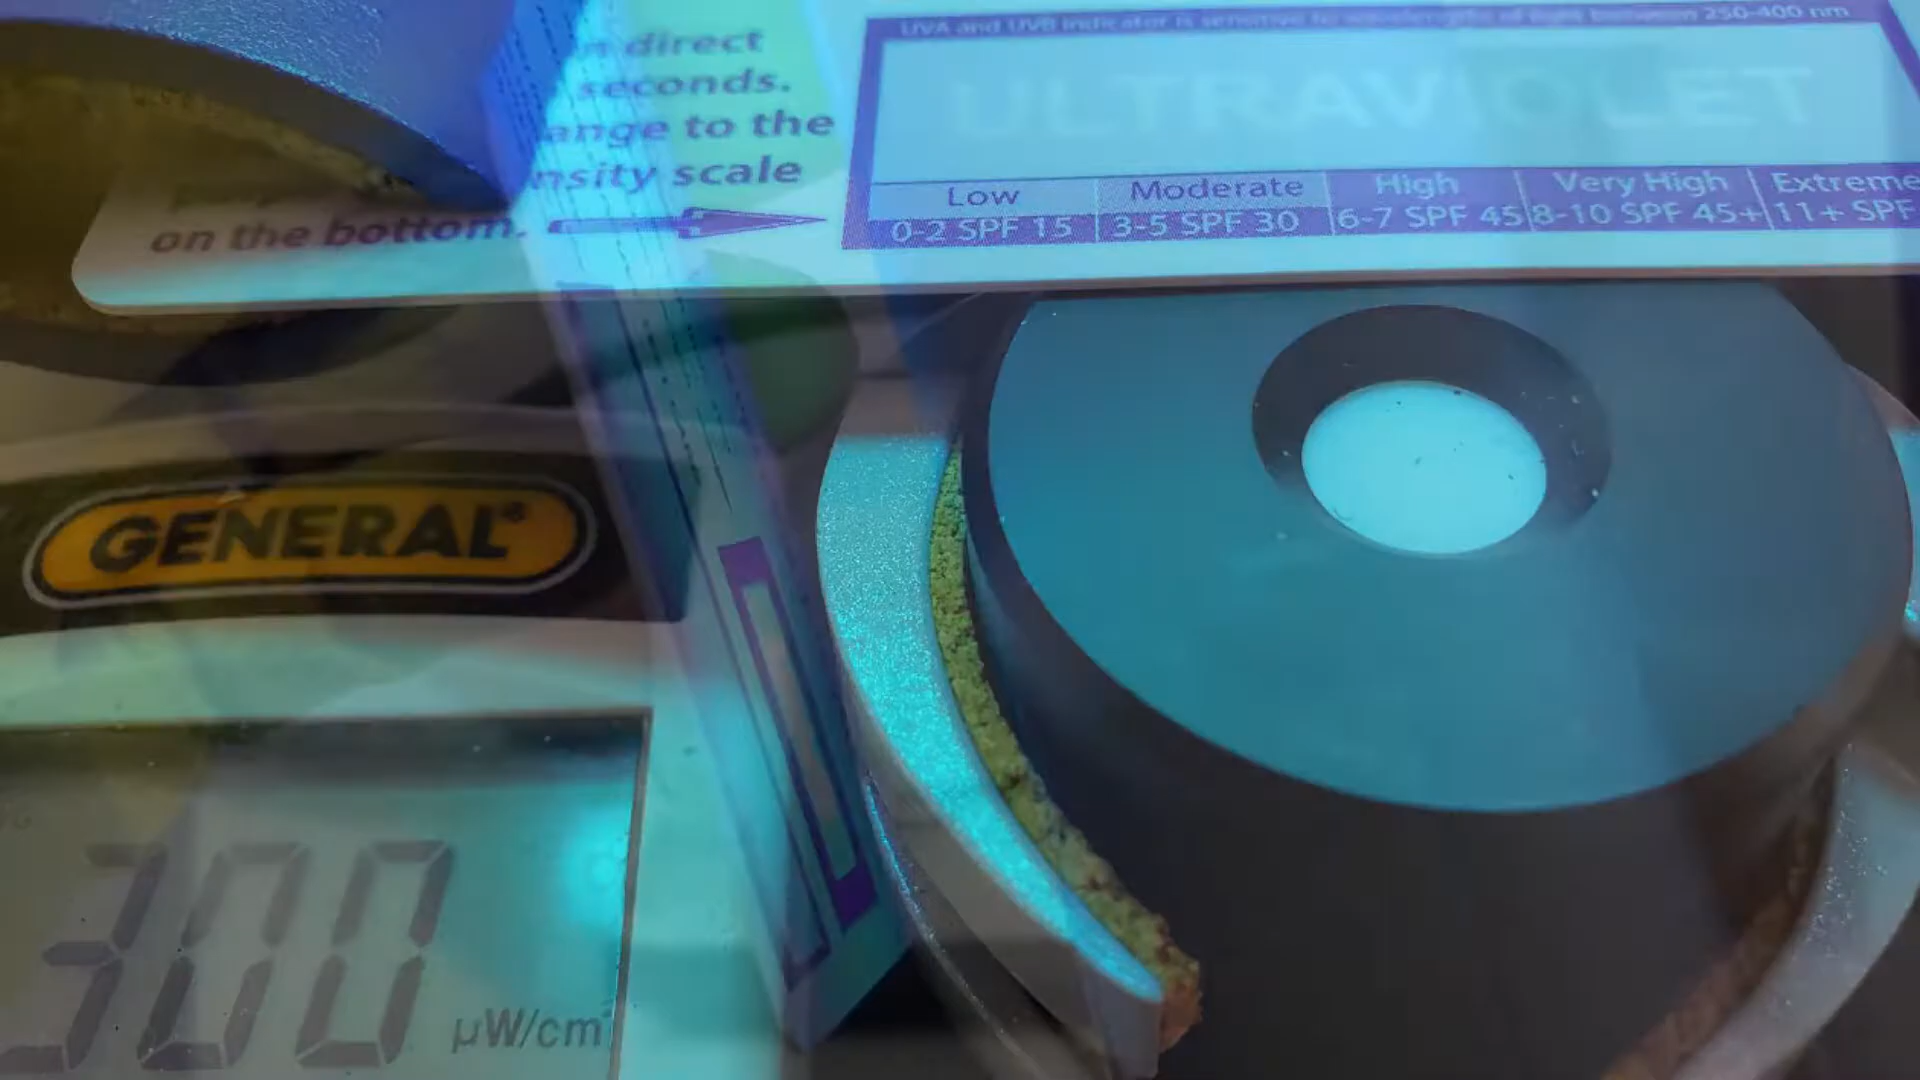 n direct
seconds.
ange to the
nsity scale
on the bottom.
UVA and UVB indicator is sensitive to wavelengths of light between 250-400 nm
ULTRAVIOLET
Low Moderate High Very High Extreme
0-2 SPF 15 3-5 SPF 30 6-7 SPF 45 8-10 SPF 45+ 11+ SPF
GENERAL®
300
µW/cm²